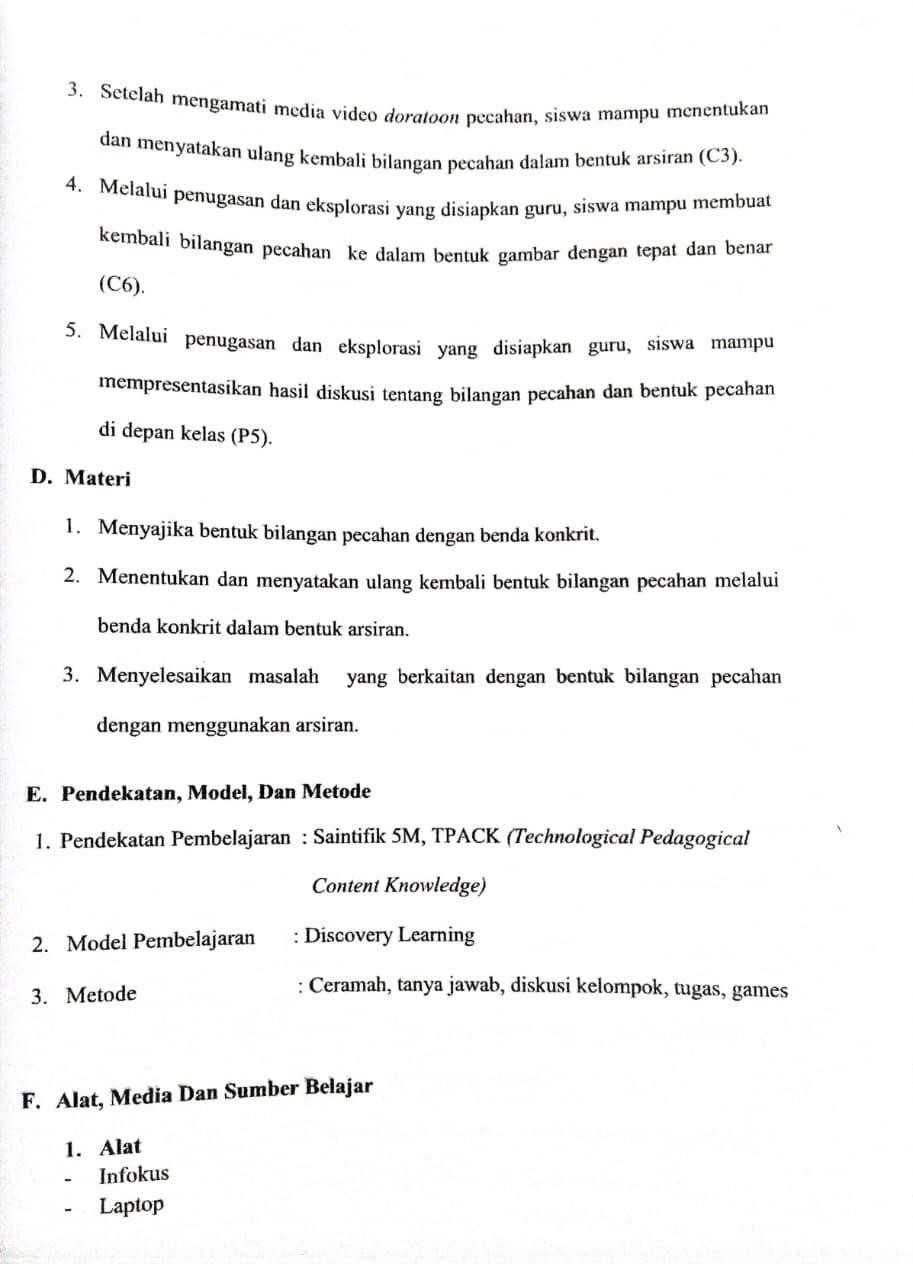 3. Setelah mengamati media video doratoon pecahan, siswa mampu menentukan
dan menyatakan ulang kembali bilangan pecahan dalam bentuk arsiran (C3).
4. Melalui penugasan dan eksplorasi yang disiapkan guru, siswa mampu membuat
kembali bilangan pecahan ke dalam bentuk gambar dengan tepat dan benar
(C6).
5. Melalui penugasan dan eksplorasi yang disiapkan guru, siswa mampu
mempresentasikan hasil diskusi tentang bilangan pecahan dan bentuk pecahan
di depan kelas (P5).
D. Materi
1. Menyajika bentuk bilangan pecahan dengan benda konkrit.
2. Menentukan dan menyatakan ulang kembali bentuk bilangan pecahan melalui
benda konkrit dalam bentuk arsiran.
3. Menyelesaikan masalah yang berkaitan dengan bentuk bilangan pecahan
dengan menggunakan arsiran.
E. Pendekatan, Model, Dan Metode
1. Pendekatan Pembelajaran : Saintifik 5M, TPACK (Technological Pedagogical
Content Knowledge)
2. Model Pembelajaran : Discovery Learning
3. Metode : Ceramah, tanya jawab, diskusi kelompok, tugas, games
F. Alat, Media Dan Sumber Belajar
1. Alat
- Infokus
- Laptop